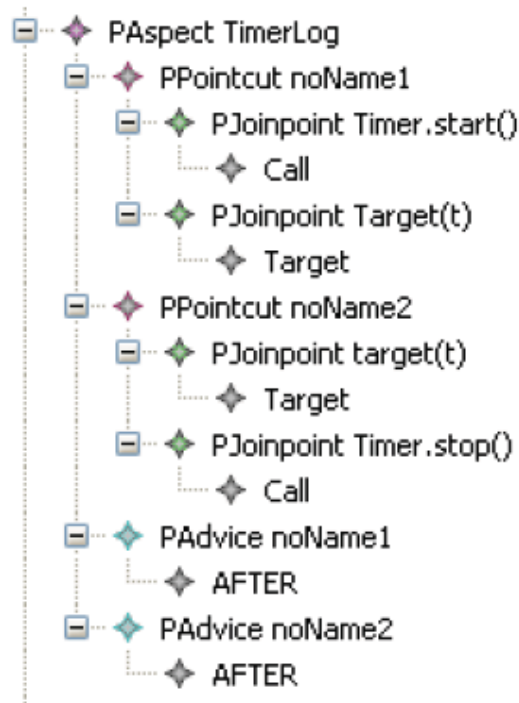 PAspect TimerLog
PPointcut noName1
PJoinpoint Timer.start()
Call
PJoinpoint Target(t)
Target
PPointcut noName2
PJoinpoint target(t)
Target
PJoinpoint Timer.stop()
Call
PAdvice noName1
AFTER
PAdvice noName2
AFTER